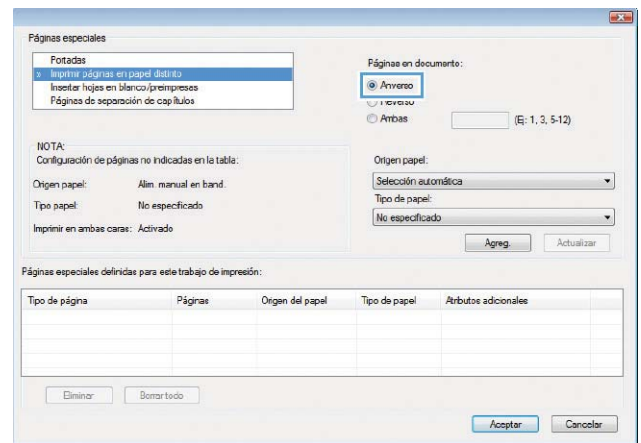 Páginas especiales
Portadas
» Imprimir páginas en papel distinto
Insertar hojas en blanco/preimpresas
Páginas de separación de capítulos
Páginas en documento:
Anverso
Reverso
Ambas
(Ej: 1, 3, 5-12)
NOTA:
Configuración de páginas no indicadas en la tabla:
Origen papel: Alim. manual en band.
Tipo papel: No especificado
Imprimir en ambas caras: Activado
Origen papel:
Selección automática
Tipo de papel:
No especificado
Agreg. Actualizar
Páginas especiales definidas para este trabajo de impresión:
Tipo de página Páginas Origen del papel Tipo de papel Atributos adicionales
Eliminar Borrar todo
Aceptar Cancelar